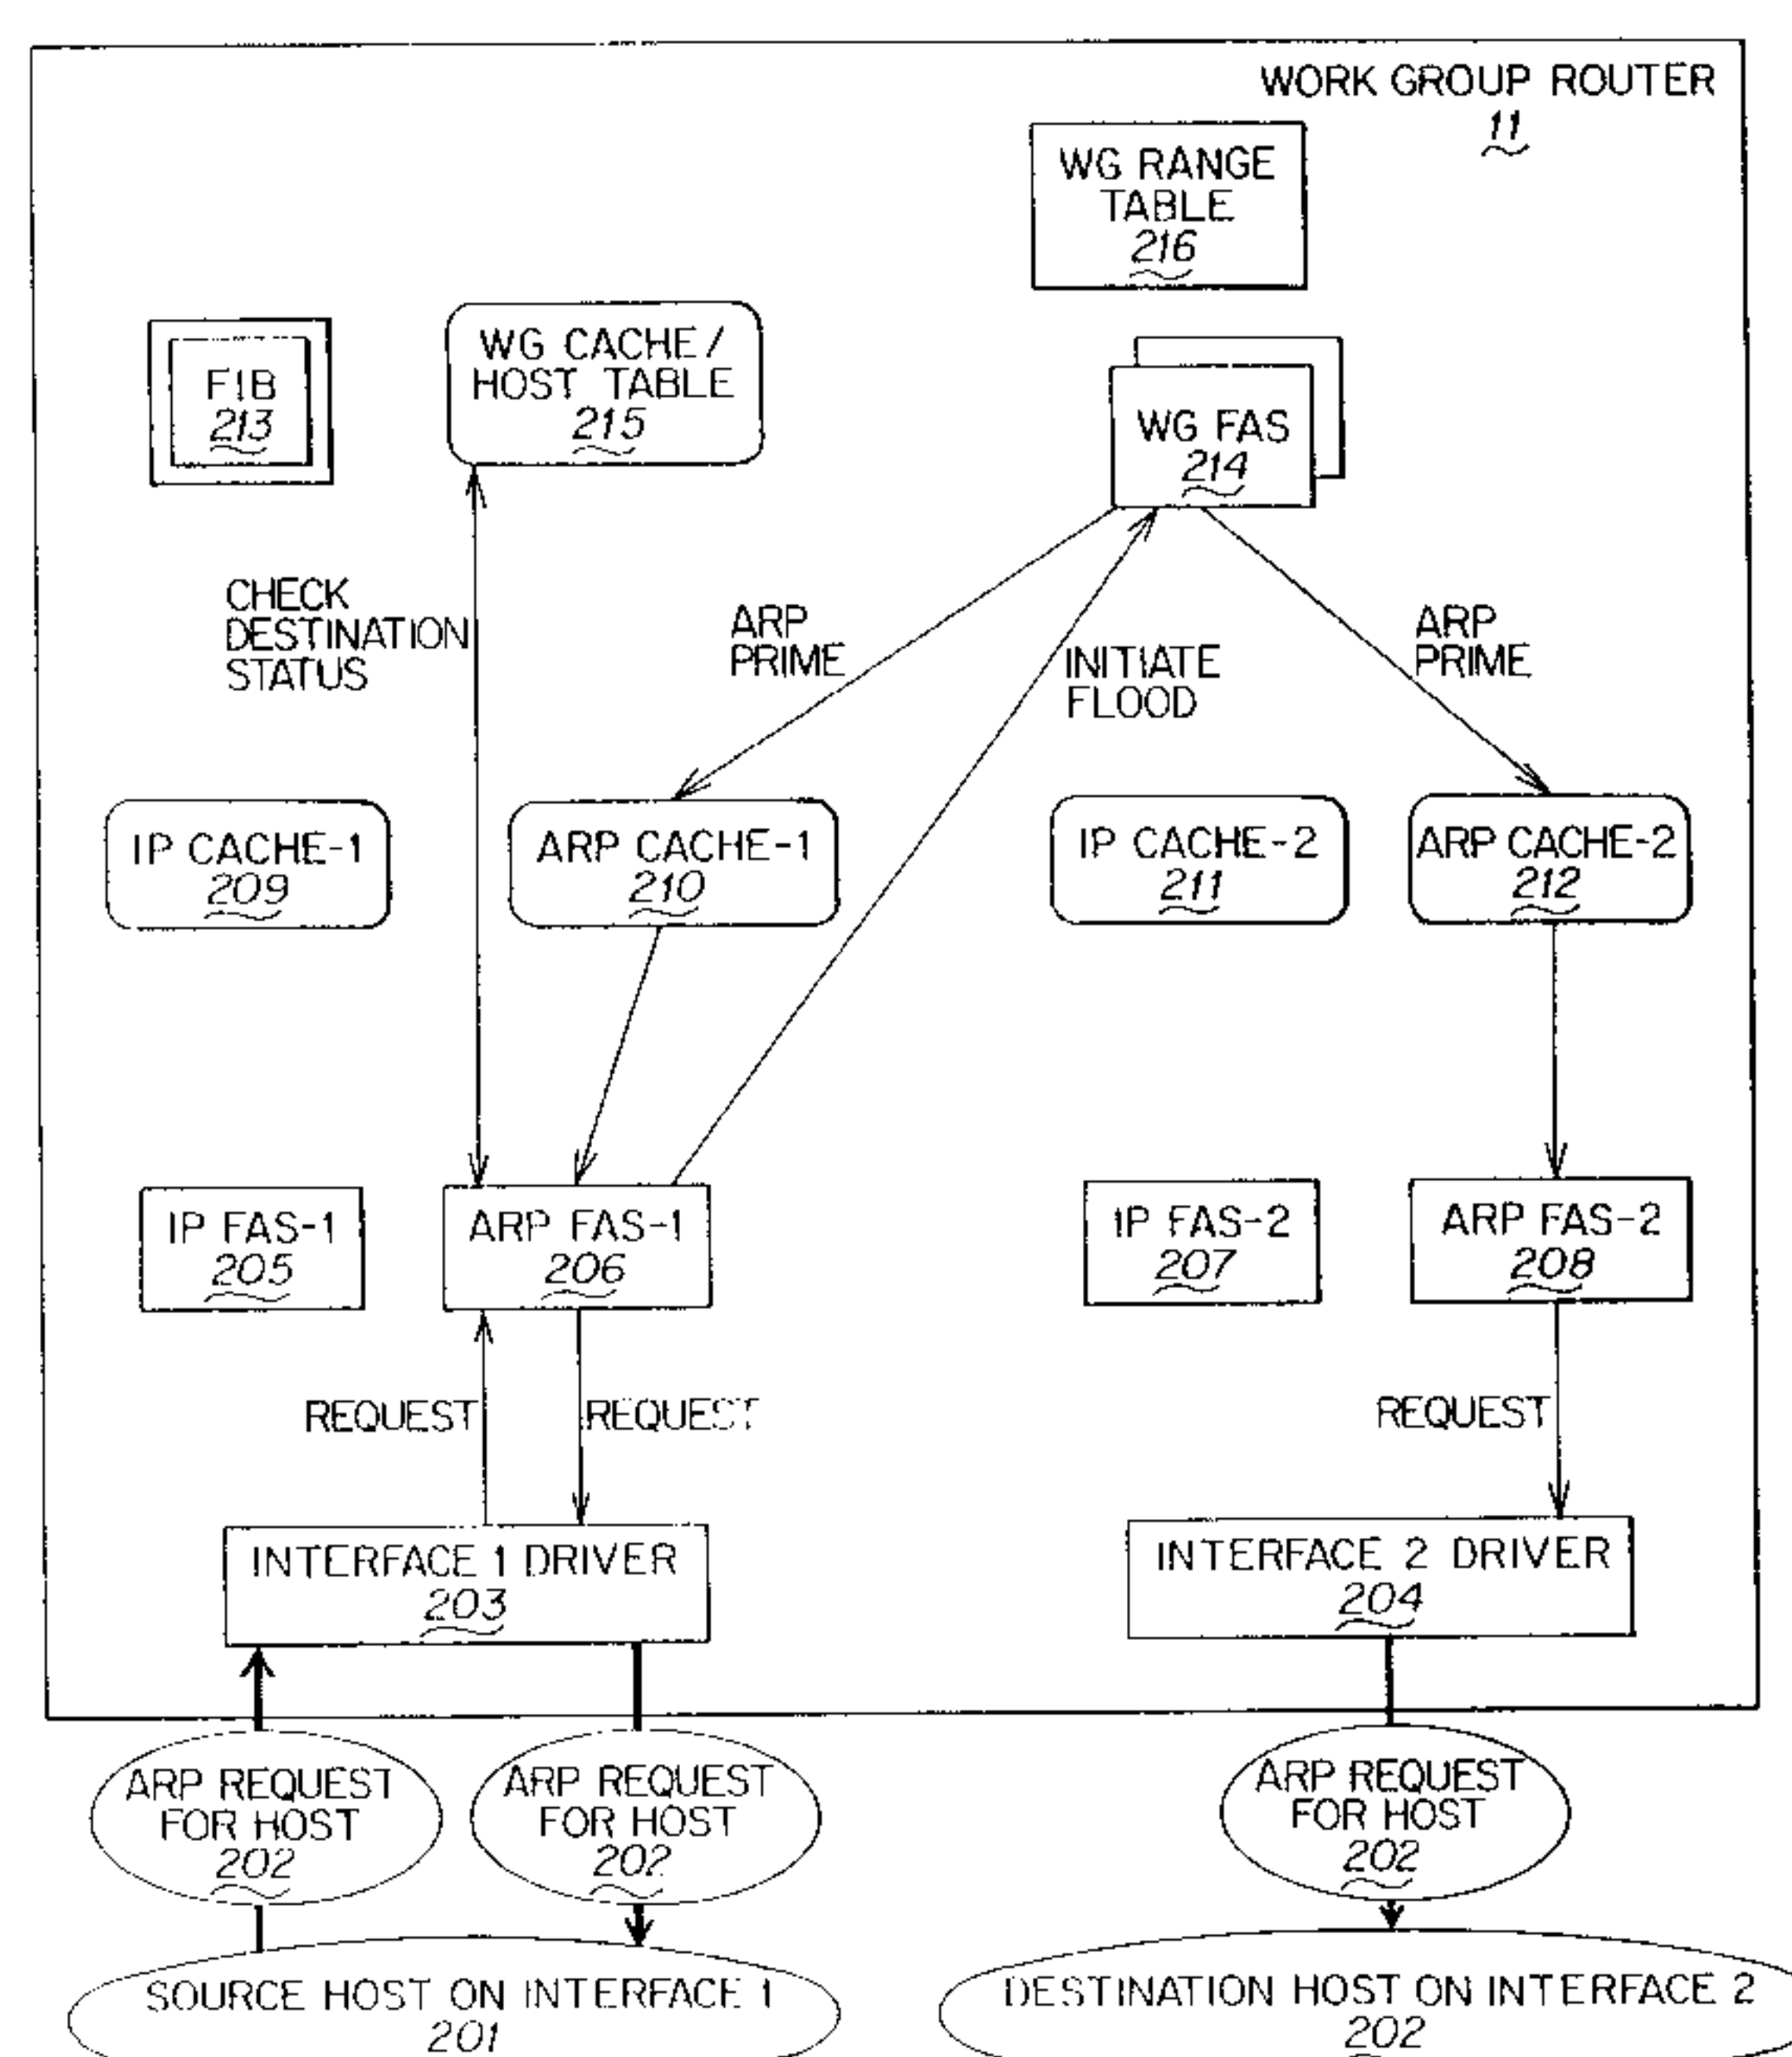 WORK GROUP ROUTER
11
WG RANGE
TABLE
216
FIB
213
WG CACHE/
HOST TABLE
215
WG FAS
214
CHECK
DESTINATION
STATUS
ARP
PRIME
INITIATE
FLOOD
ARP
PRIME
IP CACHE-1
209
ARP CACHE-1
210
IP CACHE-2
211
ARP CACHE-2
212
IP FAS-1
205
ARP FAS-1
206
IP FAS-2
207
ARP FAS-2
208
REQUEST
REQUEST
REQUEST
INTERFACE 1 DRIVER
203
INTERFACE 2 DRIVER
204
ARP REQUEST
FOR HOST
202
ARP REQUEST
FOR HOST
202
ARP REQUEST
FOR HOST
202
SOURCE HOST ON INTERFACE 1
201
DESTINATION HOST ON INTERFACE 2
202